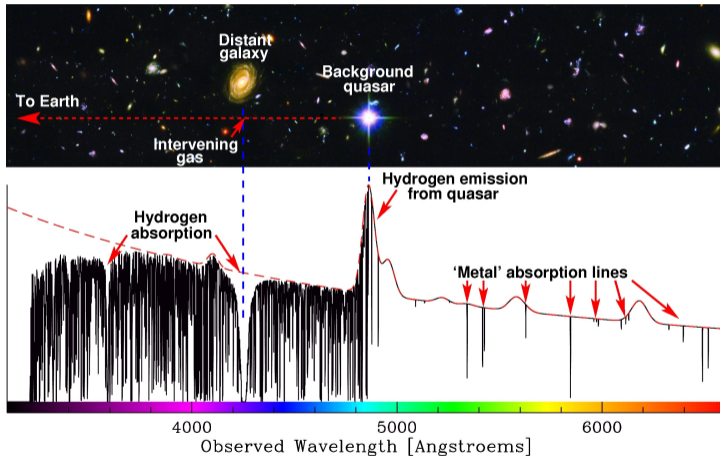 Distant
galaxy
Background
quasar
To Earth
Intervening
gas
Hydrogen emission
from quasar
Hydrogen
absorption
‘Metal’ absorption lines
4000
5000
6000
Observed Wavelength [Angstroems]